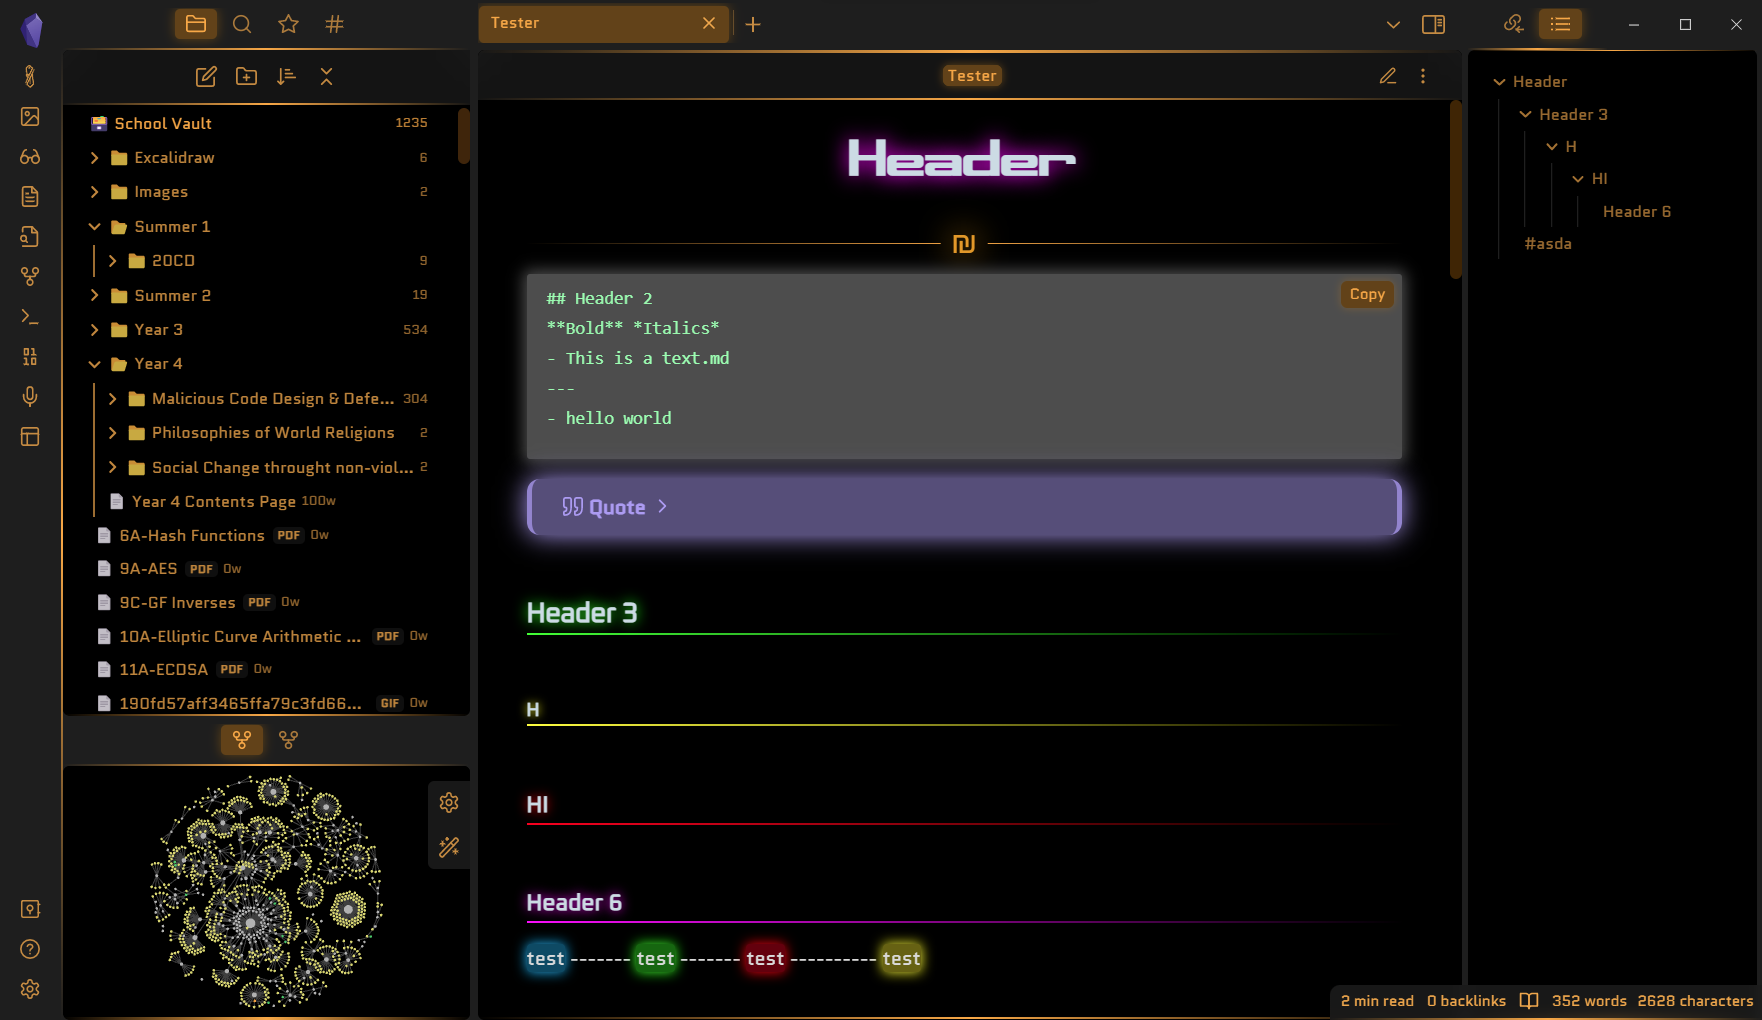 Tester
School Vault 1235
Excalidraw 6
Images 2
Summer 1
20CD 9
Summer 2 19
Year 3 534
Year 4
Malicious Code Design & Defe... 304
Philosophies of World Religions 2
Social Change throught non-viol... 2
Year 4 Contents Page 100w
6A-Hash Functions PDF 0w
9A-AES PDF 0w
9C-GF Inverses PDF 0w
10A-Elliptic Curve Arithmetic ... PDF 0w
11A-ECDSA PDF 0w
190fd57aff3465ffa79c3fd66... GIF 0w
Tester
Header
## Header 2
Copy
**Bold** *Italics*
- This is a text.md
---
- hello world
Quote
Header 3
H
HI
Header 6
test ------- test ------- test ---------- test
Header
Header 3
H
HI
Header 6
#asda
2 min read 0 backlinks 352 words 2628 characters